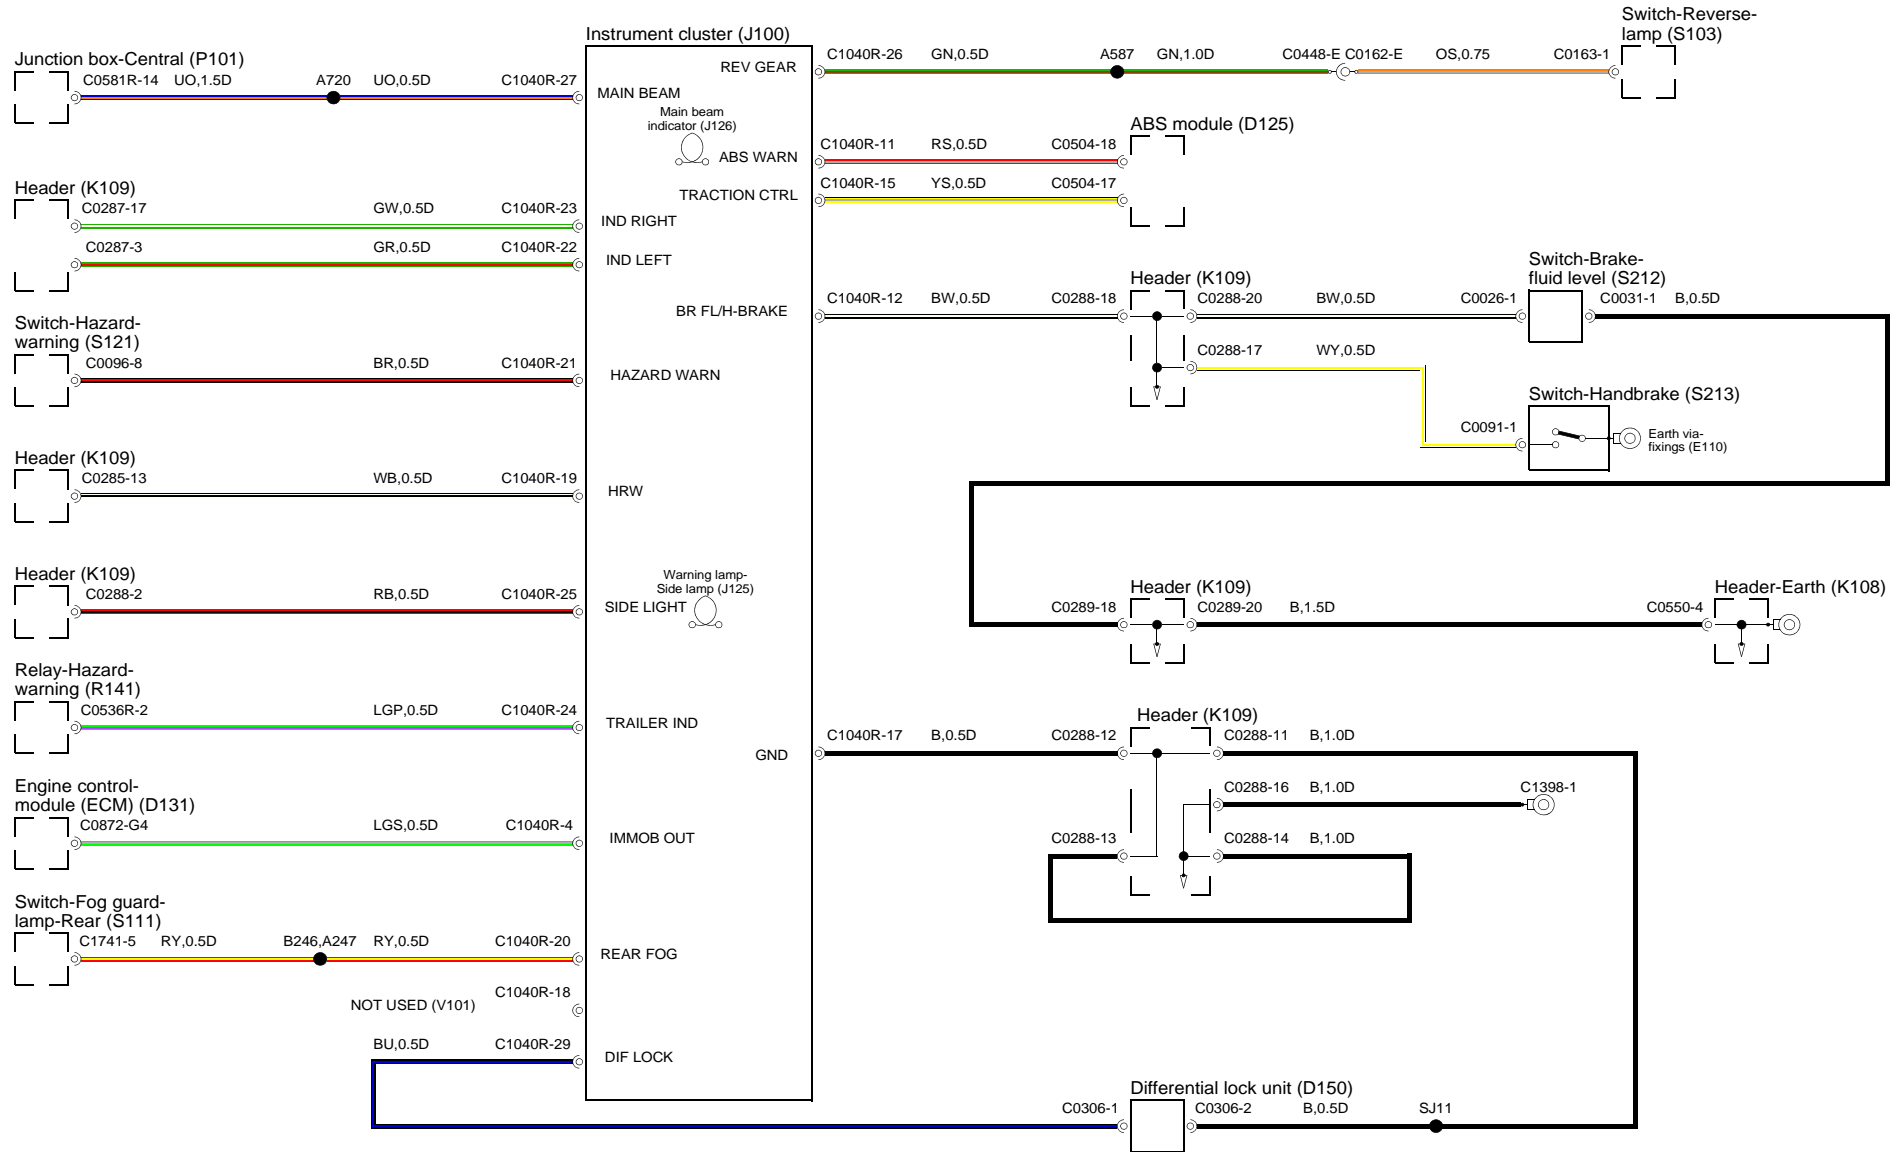 Switch-Reverse-
lamp (S103)
Instrument cluster (J100)
Junction box-Central (P101)
C0581R-14 UO,1.5D A720 UO,0.5D C1040R-27
MAIN BEAM
Main beam
indicator (J126)
REV GEAR
C1040R-26 GN,0.5D A587 GN,1.0D C0448-E C0162-E OS,0.75 C0163-1
ABS module (D125)
ABS WARN
C1040R-11 RS,0.5D C0504-18
TRACTION CTRL
C1040R-15 YS,0.5D C0504-17
Header (K109)
C0287-17 GW,0.5D C1040R-23
IND RIGHT
C0287-3 GR,0.5D C1040R-22
IND LEFT
BR FL/H-BRAKE
C1040R-12 BW,0.5D C0288-18
Header (K109)
C0288-20 BW,0.5D C0026-1
Switch-Brake-
fluid level (S212)
C0031-1 B,0.5D
C0288-17 WY,0.5D
Switch-Handbrake (S213)
C0091-1
Earth via-
fixings (E110)
Switch-Hazard-
warning (S121)
C0096-8 BR,0.5D C1040R-21
HAZARD WARN
Header (K109)
C0285-13 WB,0.5D C1040R-19
HRW
Header (K109)
C0288-2 RB,0.5D C1040R-25
SIDE LIGHT
Warning lamp-
Side lamp (J125)
Header (K109)
C0289-18 C0289-20 B,1.5D C0550-4
Header-Earth (K108)
Relay-Hazard-
warning (R141)
C0536R-2 LGP,0.5D C1040R-24
TRAILER IND
GND
C1040R-17 B,0.5D C0288-12
Header (K109)
C0288-11 B,1.0D
C0288-16 B,1.0D C1398-1
C0288-13 C0288-14 B,1.0D
Engine control-
module (ECM) (D131)
C0872-G4 LGS,0.5D C1040R-4
IMMOB OUT
Switch-Fog guard-
lamp-Rear (S111)
C1741-5 RY,0.5D B246,A247 RY,0.5D C1040R-20
REAR FOG
NOT USED (V101) C1040R-18
BU,0.5D C1040R-29
DIF LOCK
Differential lock unit (D150)
C0306-1 C0306-2 B,0.5D SJ11